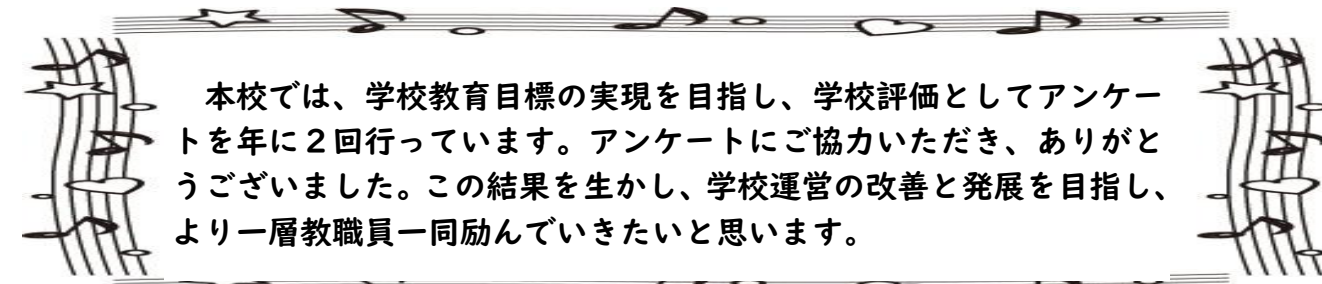 本校では、学校教育目標の実現を目指し、学校評価としてアンケー
トを年に２回行っています。アンケートにご協力いただき、ありがと
うございました。この結果を生かし、学校運営の改善と発展を目指し、
より一層教職員一同励んでいきたいと思います。